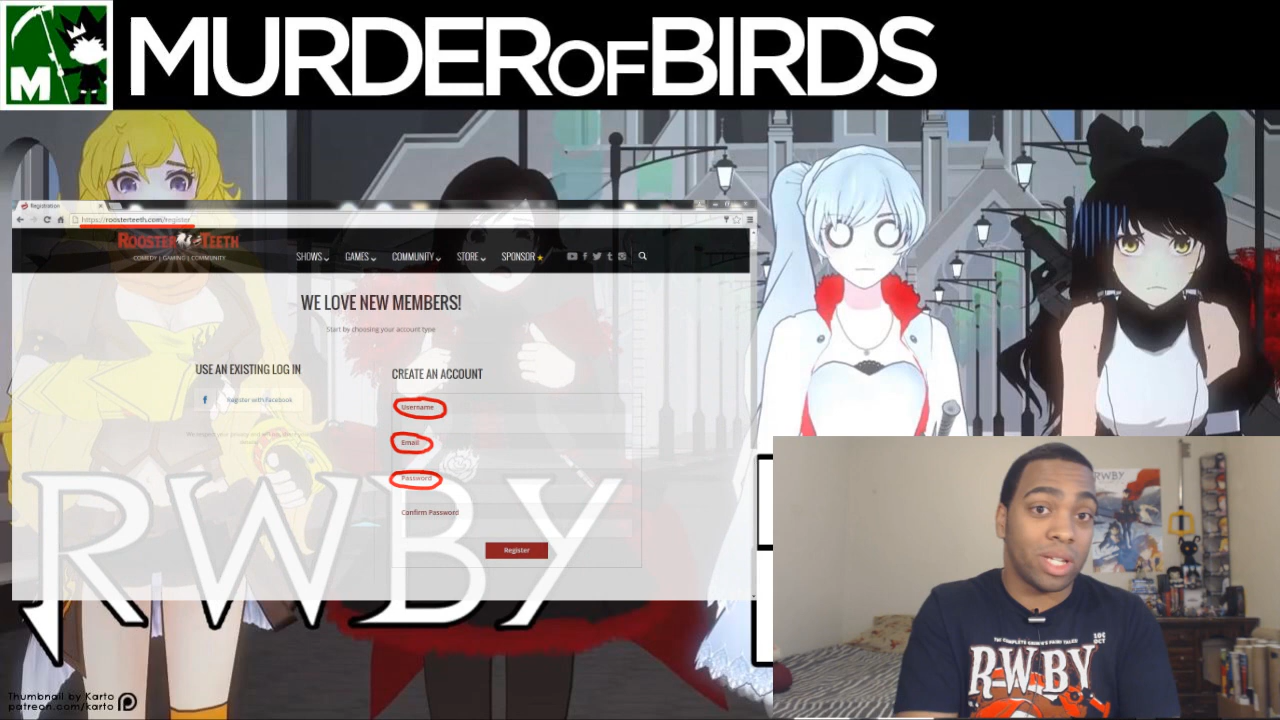 M
MURDEROFBIRDS
Registration
https://roosterteeth.com/register
ROOSTER TEETH
COMEDY | GAMING | COMMUNITY
SHOWS
GAMES
COMMUNITY
STORE
SPONSOR
WE LOVE NEW MEMBERS!
Start by choosing your account type
USE AN EXISTING LOG IN
CREATE AN ACCOUNT
Register with Facebook
Username
Email
Password
Confirm Password
Register
RWBY
RWBY
RWBY
Thumbnail by Karto
patreon.com/karto